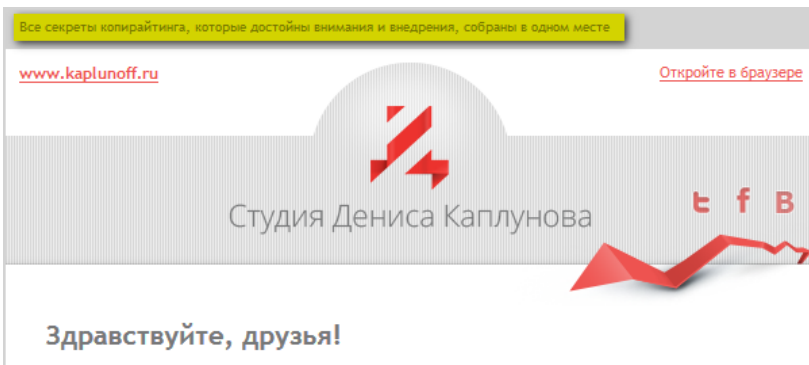 Все секреты копирайтинга, которые достойны внимания и внедрения, собраны в одном месте
www.kaplunoff.ru
Откройте в браузере
Студия Дениса Каплунова
Здравствуйте, друзья!